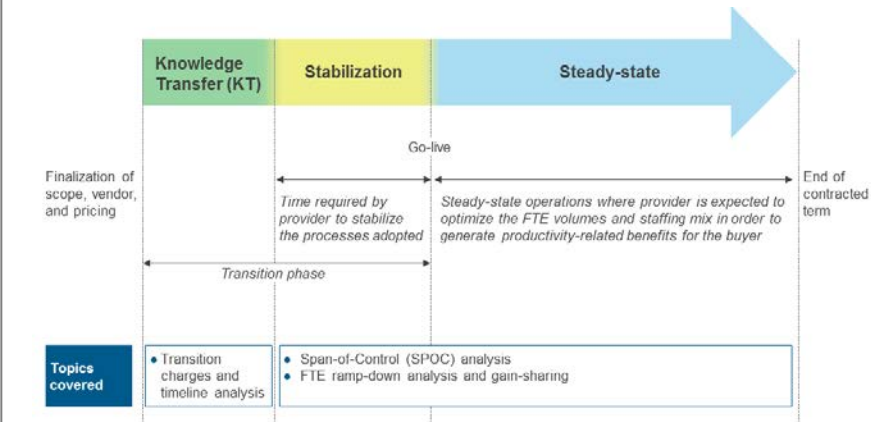 Knowledge
Transfer (KT)
Stabilization
Steady-state
Go-live
Finalization of
scope, vendor,
and pricing
Time required by
provider to stabilize
the processes adopted
Steady-state operations where provider is expected to
optimize the FTE volumes and staffing mix in order to
generate productivity-related benefits for the buyer
End of
contracted
term
Transition phase
Topics
covered
• Transition
charges and
timeline analysis
• Span-of-Control (SPOC) analysis
• FTE ramp-down analysis and gain-sharing